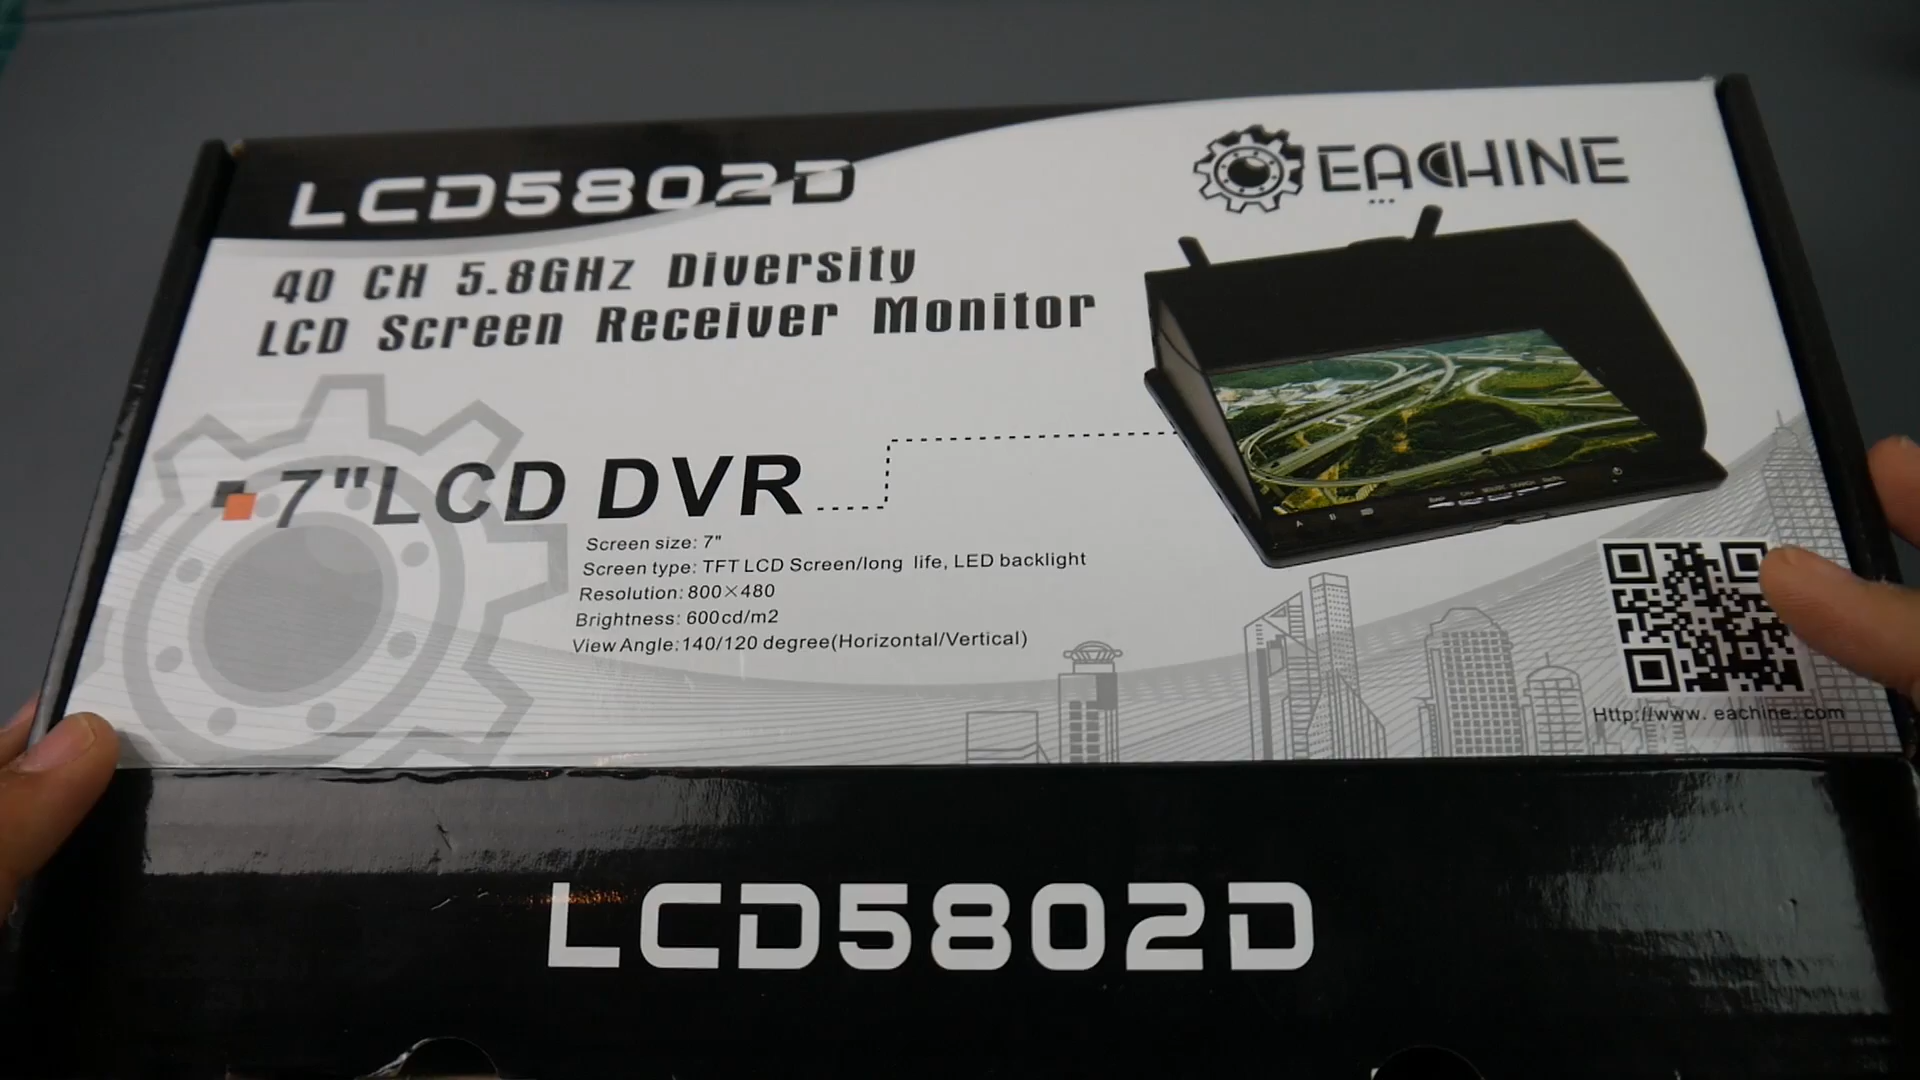 LCD5802D
EACHINE
40 CH 5.8GHz Diversity
LCD Screen Receiver Monitor
7"LCD DVR
Screen size: 7"
Screen type: TFT LCD Screen/long life, LED backlight
Resolution: 800×480
Brightness: 600cd/m2
View Angle: 140/120 degree(Horizontal/Vertical)
A B
Http://www. eachine. com
LCD5802D